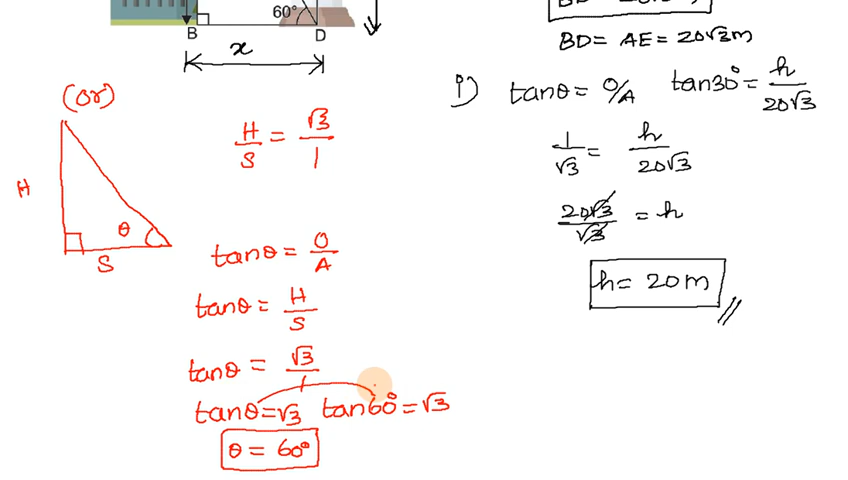 60°
B
D
x
(or)
H
S
θ
H/S = √3/1
tanθ = O/A
tanθ = H/S
tanθ = √3/1
tanθ = √3 tan60° = √3
θ = 60°
BD = AE = 20√3m
i) tanθ = O/A tan30° = h/20√3
1/√3 = h/20√3
20√3/√3 = h
h = 20m